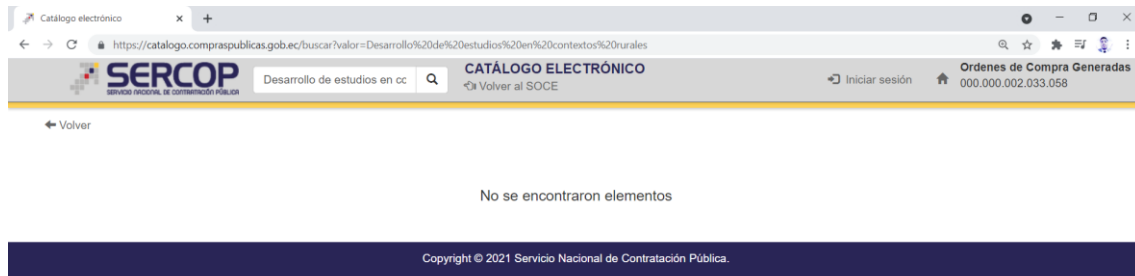 Catálogo electrónico
https://catalogo.compraspublicas.gob.ec/buscar?valor=Desarrollo%20de%20estudios%20en%20contextos%20rurales
SERCOP
SERVICIO NACIONAL DE CONTRATACIÓN PÚBLICA
Desarrollo de estudios en cc
CATÁLOGO ELECTRÓNICO
Volver al SOCE
Iniciar sesión
Ordenes de Compra Generadas
000.000.002.033.058
Volver
No se encontraron elementos
Copyright © 2021 Servicio Nacional de Contratación Pública.